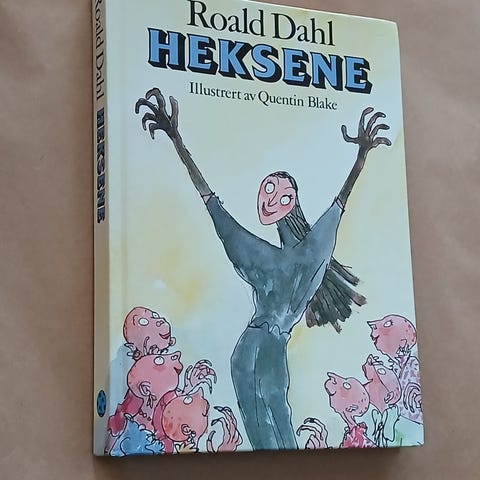 Roald Dahl
HEKSENE
Illustrert av Quentin Blake
Roald Dahl HEKSENE